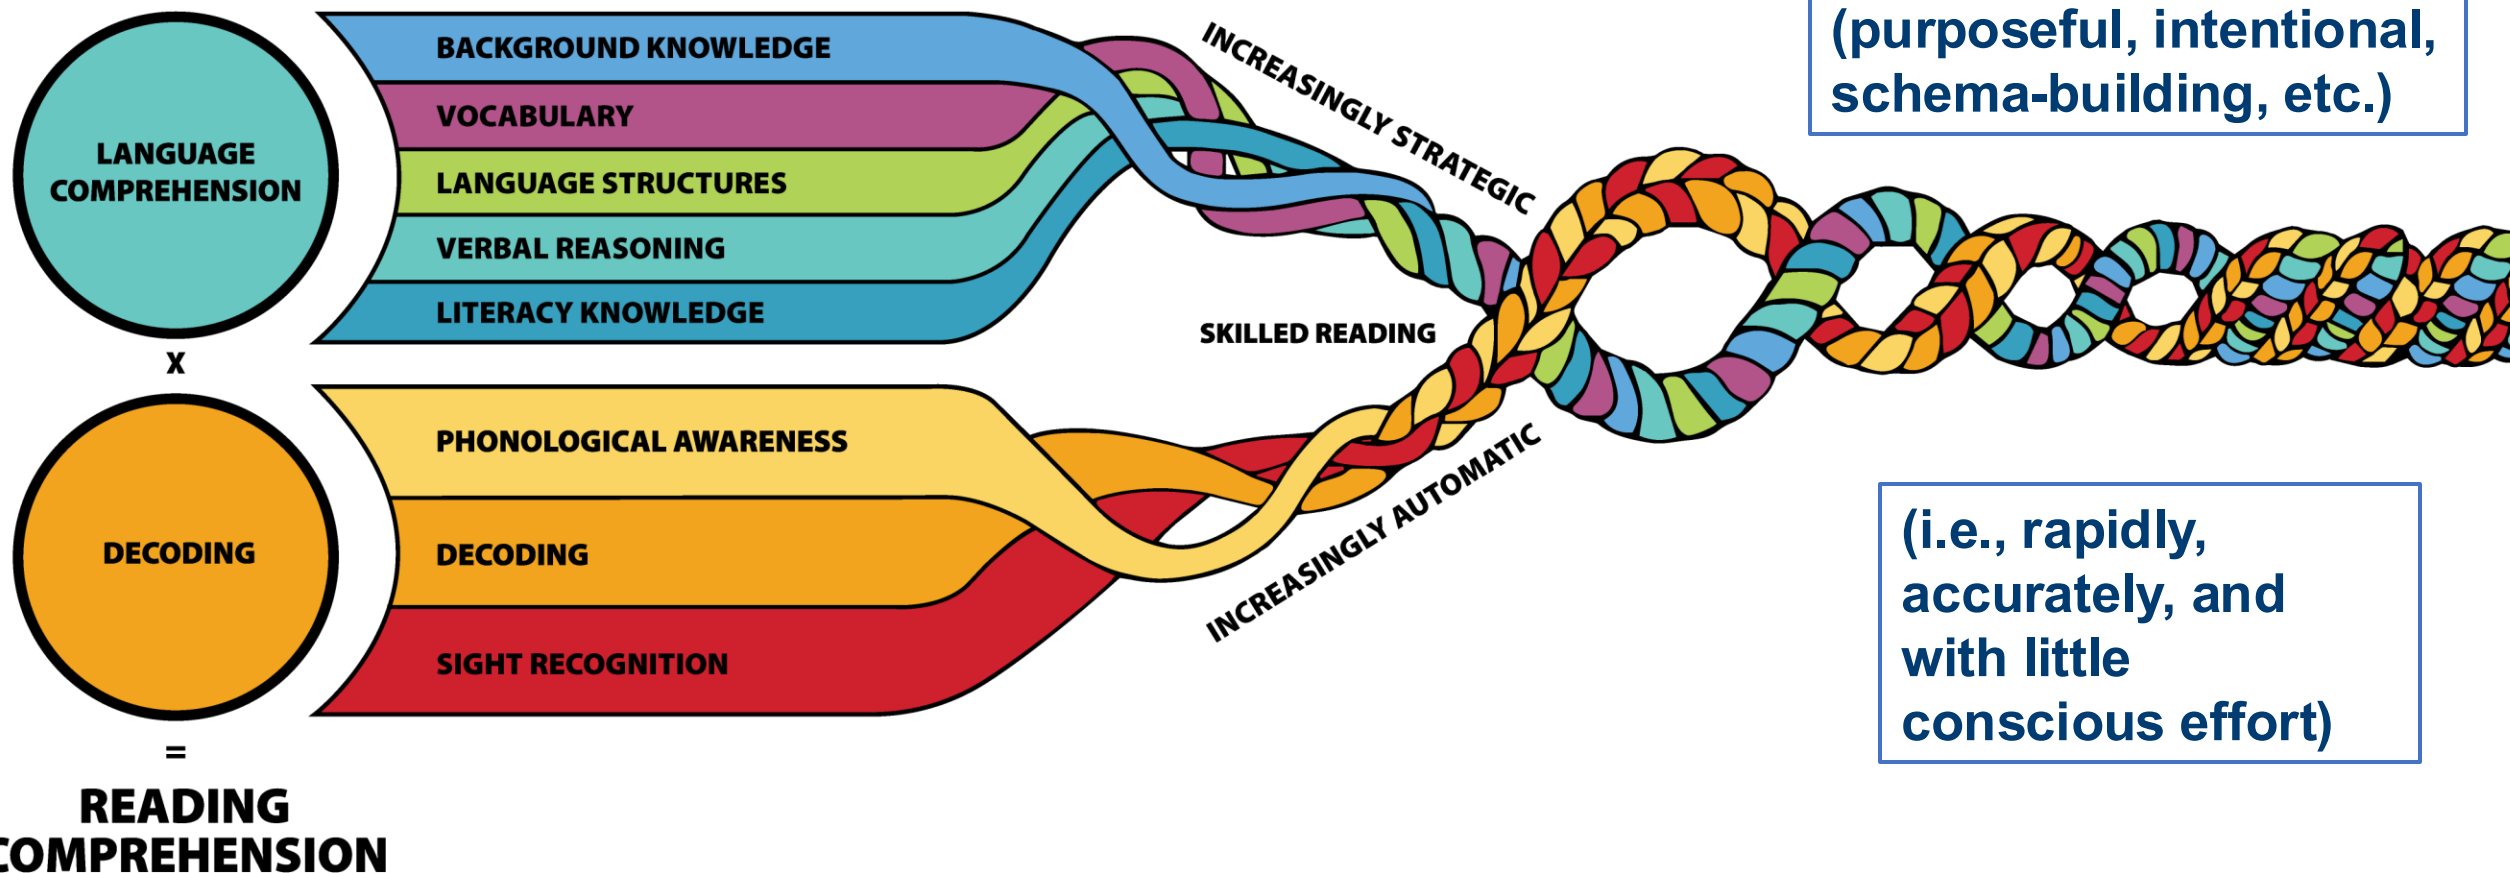 LANGUAGE
COMPREHENSION
x
DECODING
=
READING
COMPREHENSION
BACKGROUND KNOWLEDGE
VOCABULARY
LANGUAGE STRUCTURES
VERBAL REASONING
LITERACY KNOWLEDGE
PHONOLOGICAL AWARENESS
DECODING
SIGHT RECOGNITION
INCREASINGLY STRATEGIC
SKILLED READING
INCREASINGLY AUTOMATIC
(purposeful, intentional,
schema-building, etc.)
(i.e., rapidly,
accurately, and
with little
conscious effort)